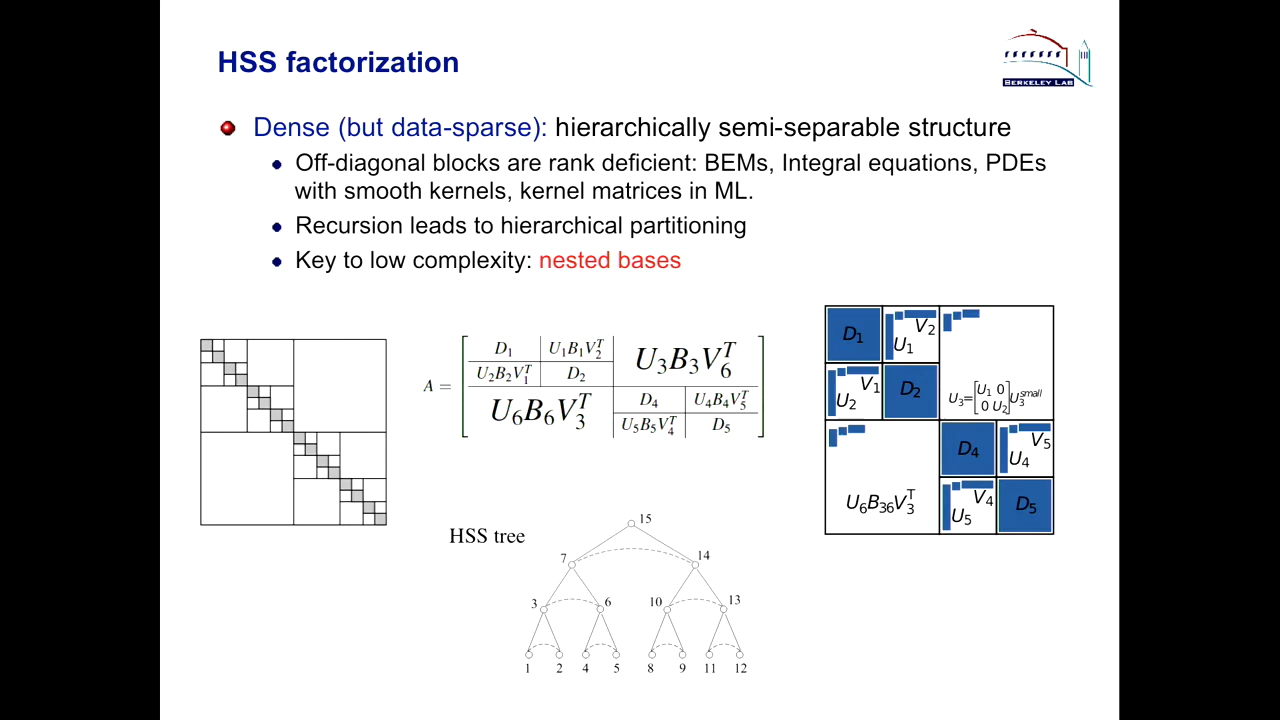 HSS factorization
BERKELEY LAB
Dense (but data-sparse): hierarchically semi-separable structure
Off-diagonal blocks are rank deficient: BEMs, Integral equations, PDEs
with smooth kernels, kernel matrices in ML.
Recursion leads to hierarchical partitioning
Key to low complexity: nested bases
A =
D₁ U₁B₁V₂ᵀ U₃B₃V₆ᵀ
U₂B₂V₁ᵀ D₂
U₆B₆V₃ᵀ D₄ U₄B₄V₅ᵀ
U₅B₅V₄ᵀ D₅
D₁ U₁ V₂
U₂ V₁ D₂ U₃=[U₁ 0; 0 U₂]U₃ˢᵐᵃˡˡ
D₄ U₄ V₅
U₆B₃₆V₃ᵀ U₅ V₄ D₅
HSS tree
15
7 14
3 6 10 13
1 2 4 5 8 9 11 12